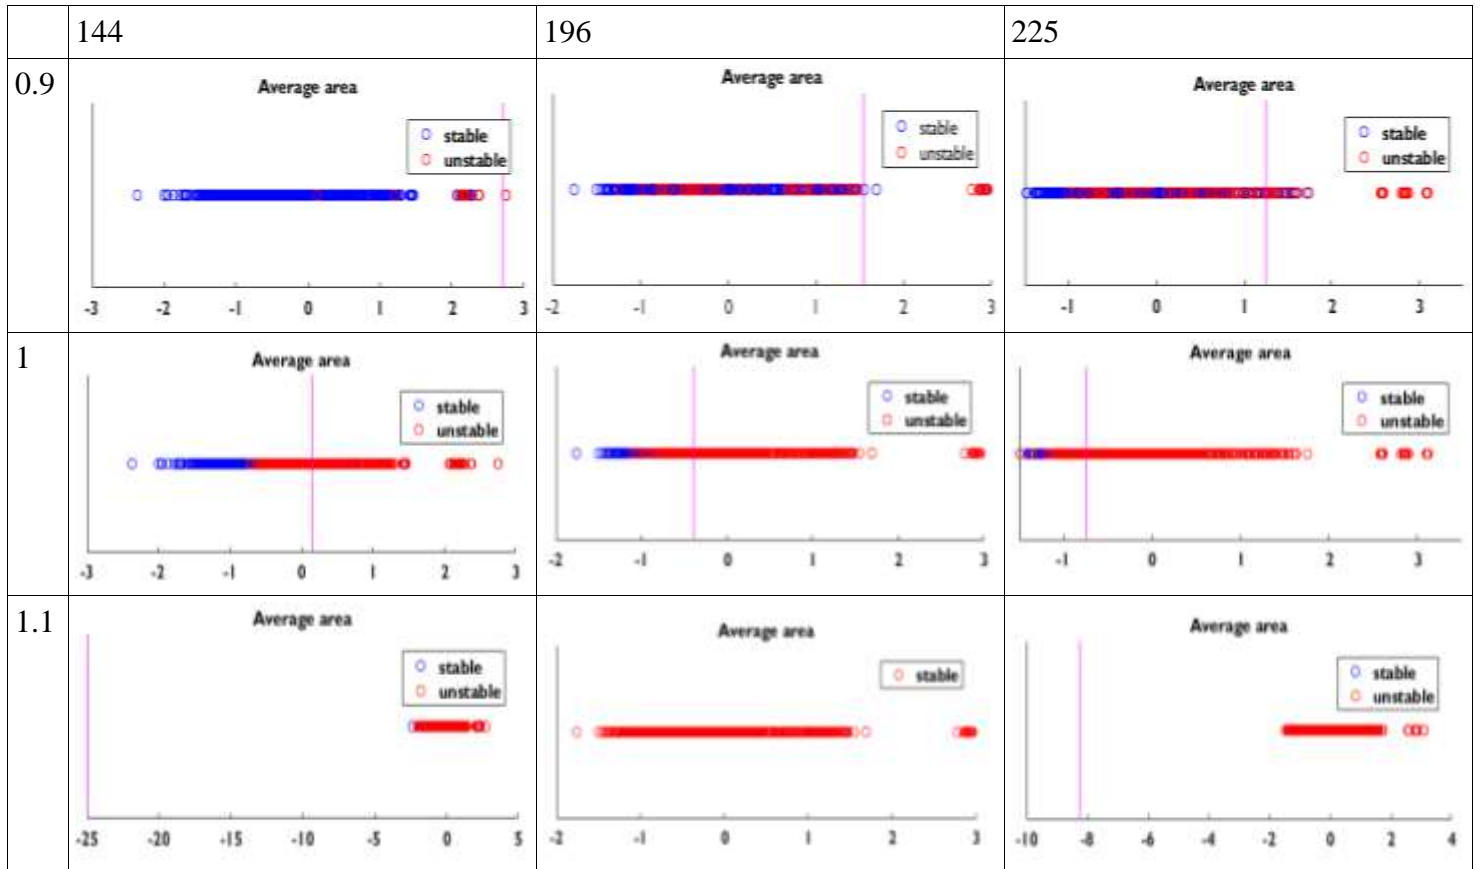 144 196 225
0.9
Average area
stable
unstable
-3 -2 -1 0 1 2 3
Average area
stable
unstable
-2 -1 0 1 2 3
Average area
stable
unstable
-1 0 1 2 3
1
Average area
stable
unstable
-3 -2 -1 0 1 2 3
Average area
stable
unstable
-2 -1 0 1 2 3
Average area
stable
unstable
-1 0 1 2 3
1.1
Average area
stable
unstable
-25 -20 -15 -10 -5 0 5
Average area
stable
-2 -1 0 1 2 3
Average area
stable
unstable
-10 -8 -6 -4 -2 0 2 4